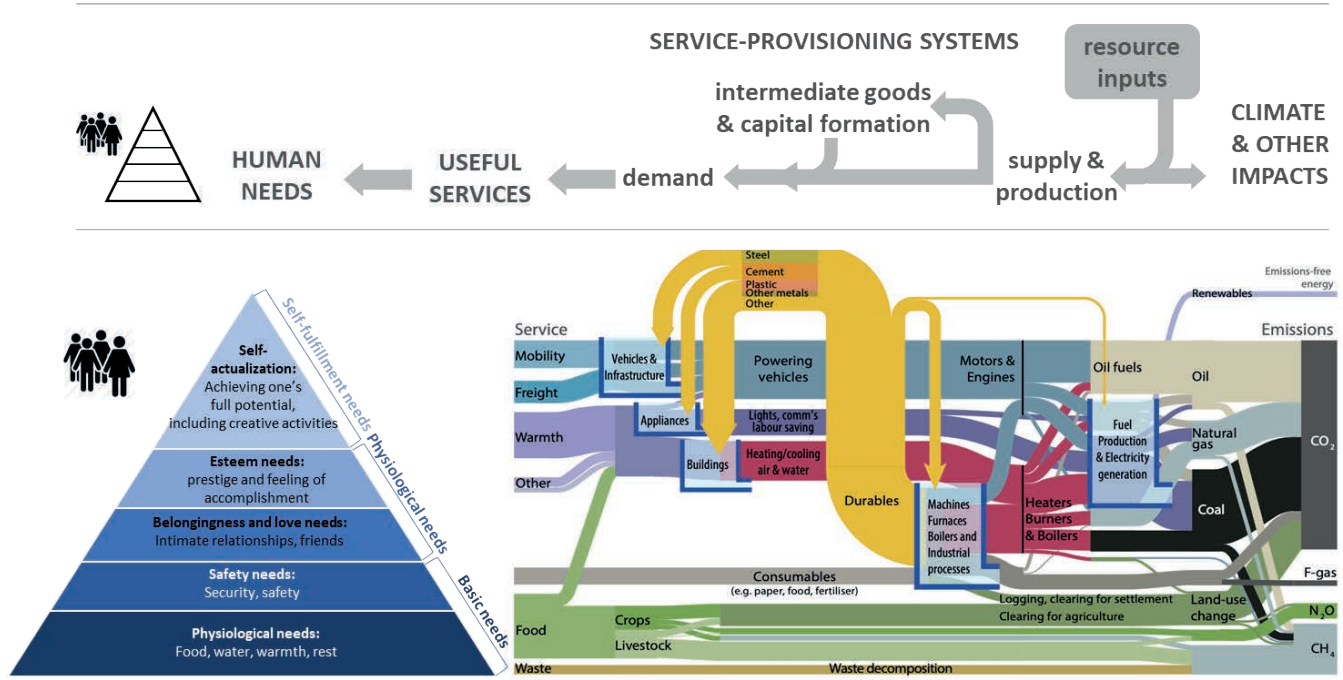 SERVICE-PROVISIONING SYSTEMS
resource
inputs
intermediate goods
& capital formation
CLIMATE
& OTHER
IMPACTS
HUMAN
NEEDS
USEFUL
SERVICES
demand
supply &
production
Self-
actualization:
Achieving one's
full potential,
including creative activities
Esteem needs:
prestige and feeling of
accomplishment
Belongingness and love needs:
Intimate relationships, friends
Safety needs:
Security, safety
Physiological needs:
Food, water, warmth, rest
Self-fulfillment needs
Physiological needs
Basic needs
Steel
Cement
Plastic
Other metals
Other
Emissions-free
energy
Renewables
Service
Emissions
Mobility
Freight
Warmth
Other
Vehicles &
Infrastructure
Appliances
Buildings
Powering
vehicles
Lights, comm's
labour saving
Heating/cooling
air & water
Durables
Motors &
Engines
Machines
Furnaces
Boilers and
Industrial
processes
Heaters
Burners
& Boilers
Oil fuels
Fuel
Production
& Electricity
generation
Oil
Natural
gas
Coal
CO2
F-gas
N2O
CH4
Consumables
(e.g. paper, food, fertiliser)
Logging, clearing for settlement
Clearing for agriculture
Land-use
change
Food
Crops
Livestock
Waste
Waste decomposition